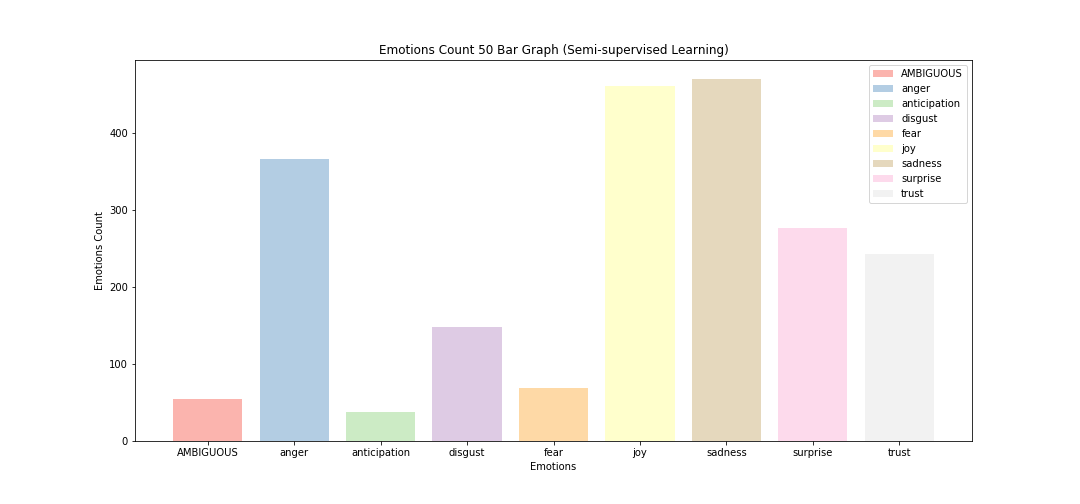 Emotions Count 50 Bar Graph (Semi-supervised Learning)
AMBIGUOUS
anger
anticipation
disgust
fear
joy
sadness
surprise
trust
400
300
200
100
0
Emotions Count
AMBIGUOUS anger anticipation disgust fear joy sadness surprise trust
Emotions